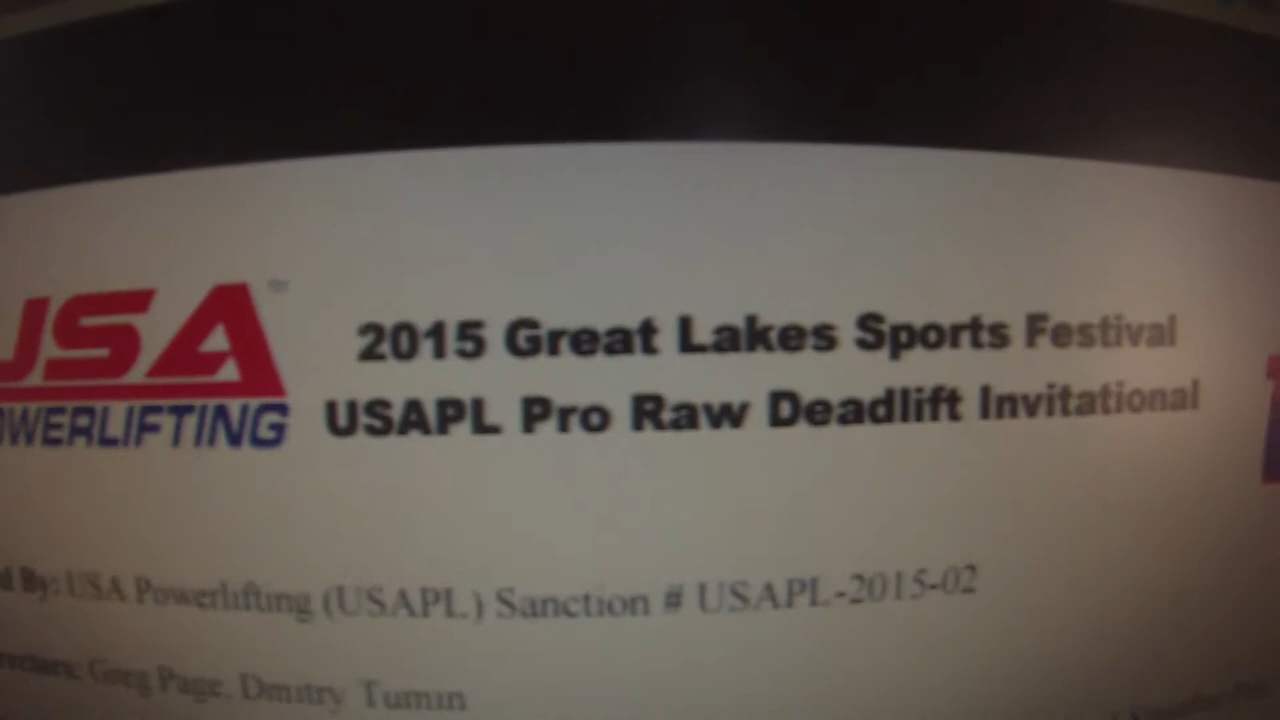 USA
POWERLIFTING
2015 Great Lakes Sports Festival
USAPL Pro Raw Deadlift Invitational
By: USA Powerlifting (USAPL) Sanction # USAPL-2015-02
Greg Page, Dmitry Tumin